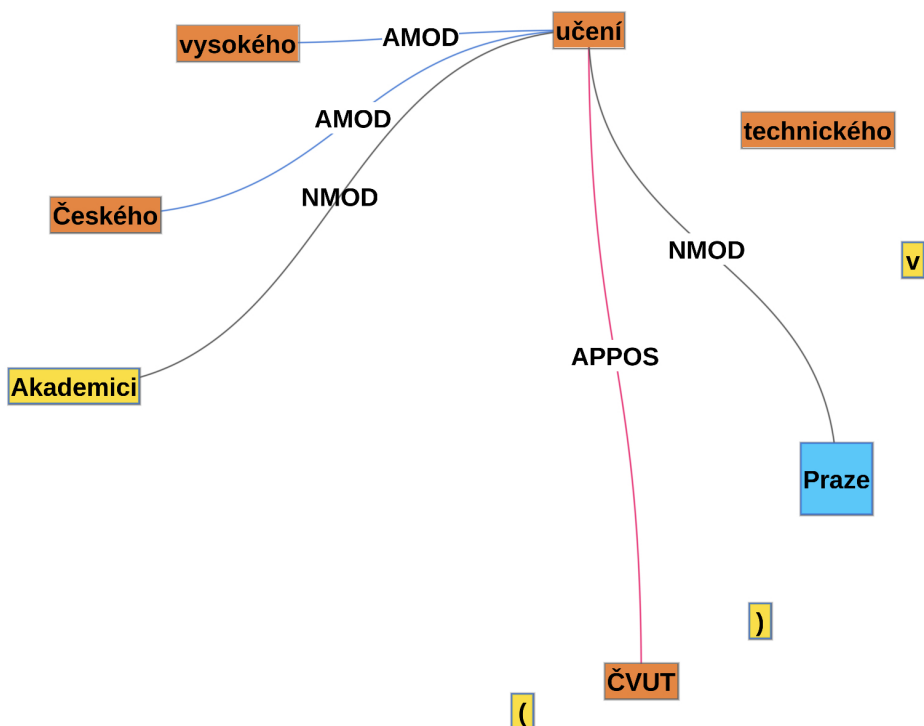 vysokého
AMOD
učení
AMOD
technického
NMOD
Českého
NMOD
v
APPOS
Akademici
Praze
)
ČVUT
(